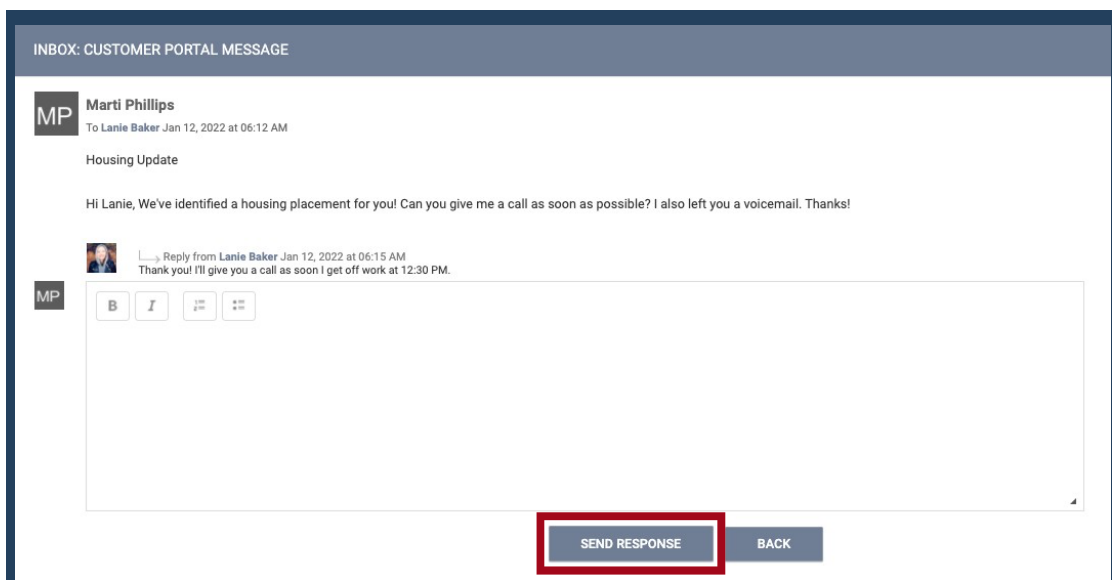 INBOX: CUSTOMER PORTAL MESSAGE
MP
Marti Phillips
To Lanie Baker Jan 12, 2022 at 06:12 AM
Housing Update
Hi Lanie, We've identified a housing placement for you! Can you give me a call as soon as possible? I also left you a voicemail. Thanks!
Reply from Lanie Baker Jan 12, 2022 at 06:15 AM
Thank you! I'll give you a call as soon I get off work at 12:30 PM.
MP
B I
SEND RESPONSE BACK